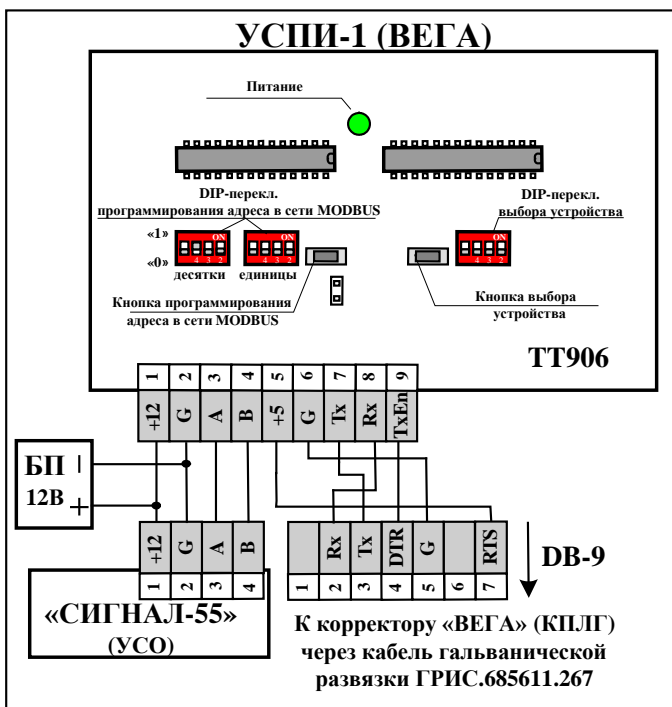 УСПИ-1 (ВЕГА)
Питание
DIP-перекл.
программирования адреса в сети MODBUS
DIP-перекл.
выбора устройства
«1»
«0»
ON
4 3 2
ON
4 3 2
ON
4 3 2
десятки
единицы
Кнопка программирования
адреса в сети MODBUS
Кнопка выбора
устройства
ТТ906
1 2 3 4 5 6 7 8 9
+12 G A B +5 G Tx Rx TxEn
БП –
12В +
+12 G A B
1 2 3 4
Rx Tx DTR G RTS
1 2 3 4 5 6 7
DB-9
«СИГНАЛ-55»
(УСО)
К корректору «ВЕГА» (КПЛГ)
через кабель гальванической
развязки ГРИС.685611.267